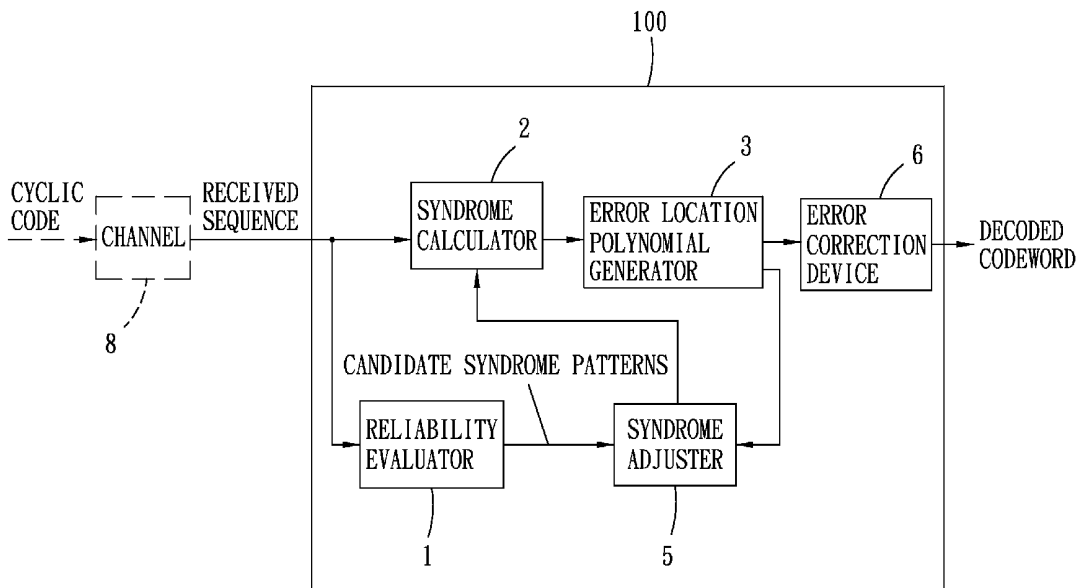 100
2
3
6
CYCLIC
CODE
CHANNEL
8
RECEIVED
SEQUENCE
SYNDROME
CALCULATOR
ERROR LOCATION
POLYNOMIAL
GENERATOR
ERROR
CORRECTION
DEVICE
DECODED
CODEWORD
CANDIDATE SYNDROME PATTERNS
RELIABILITY
EVALUATOR
SYNDROME
ADJUSTER
1
5